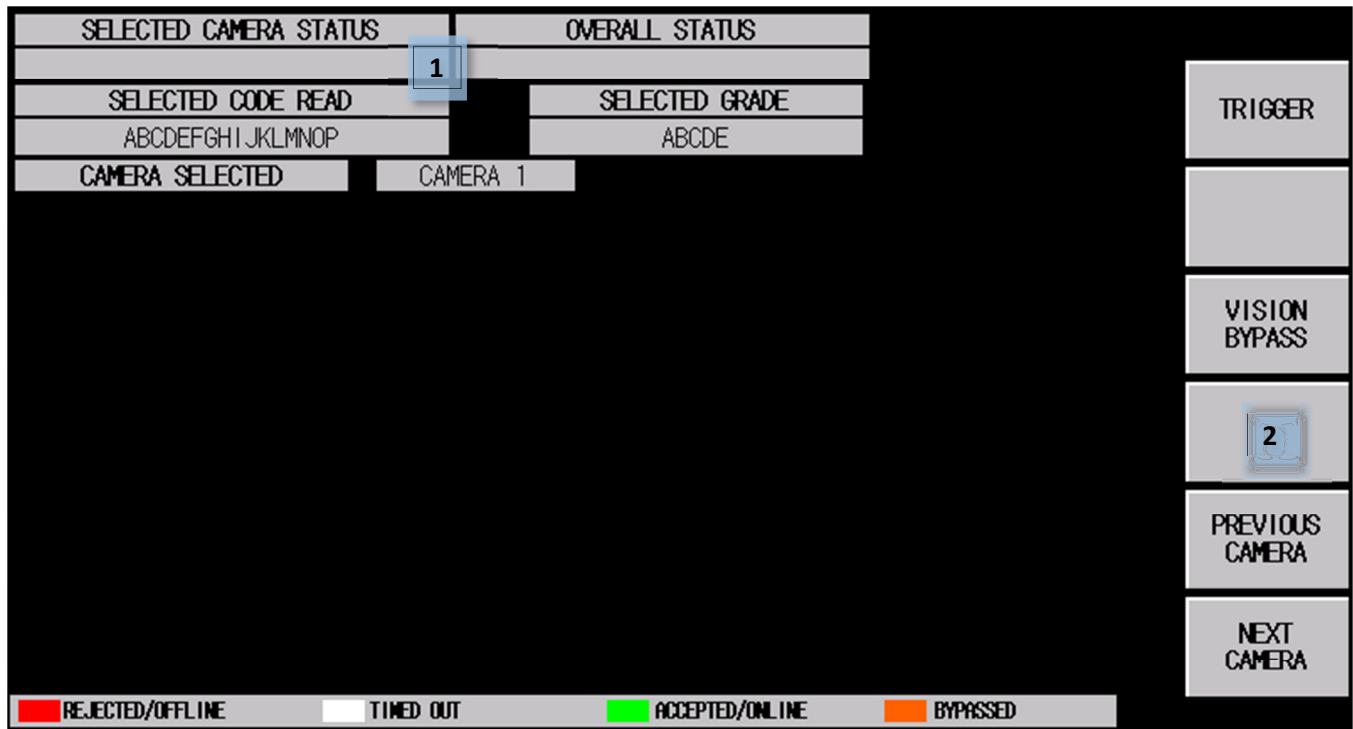 SELECTED CAMERA STATUS
OVERALL STATUS
1
SELECTED CODE READ
SELECTED GRADE
ABCDEFGHIJKLMNOP
ABCDE
CAMERA SELECTED
CAMERA 1
TRIGGER
VISION
BYPASS
2
PREVIOUS
CAMERA
NEXT
CAMERA
REJECTED/OFFLINE
TIMED OUT
ACCEPTED/ONLINE
BYPASSED